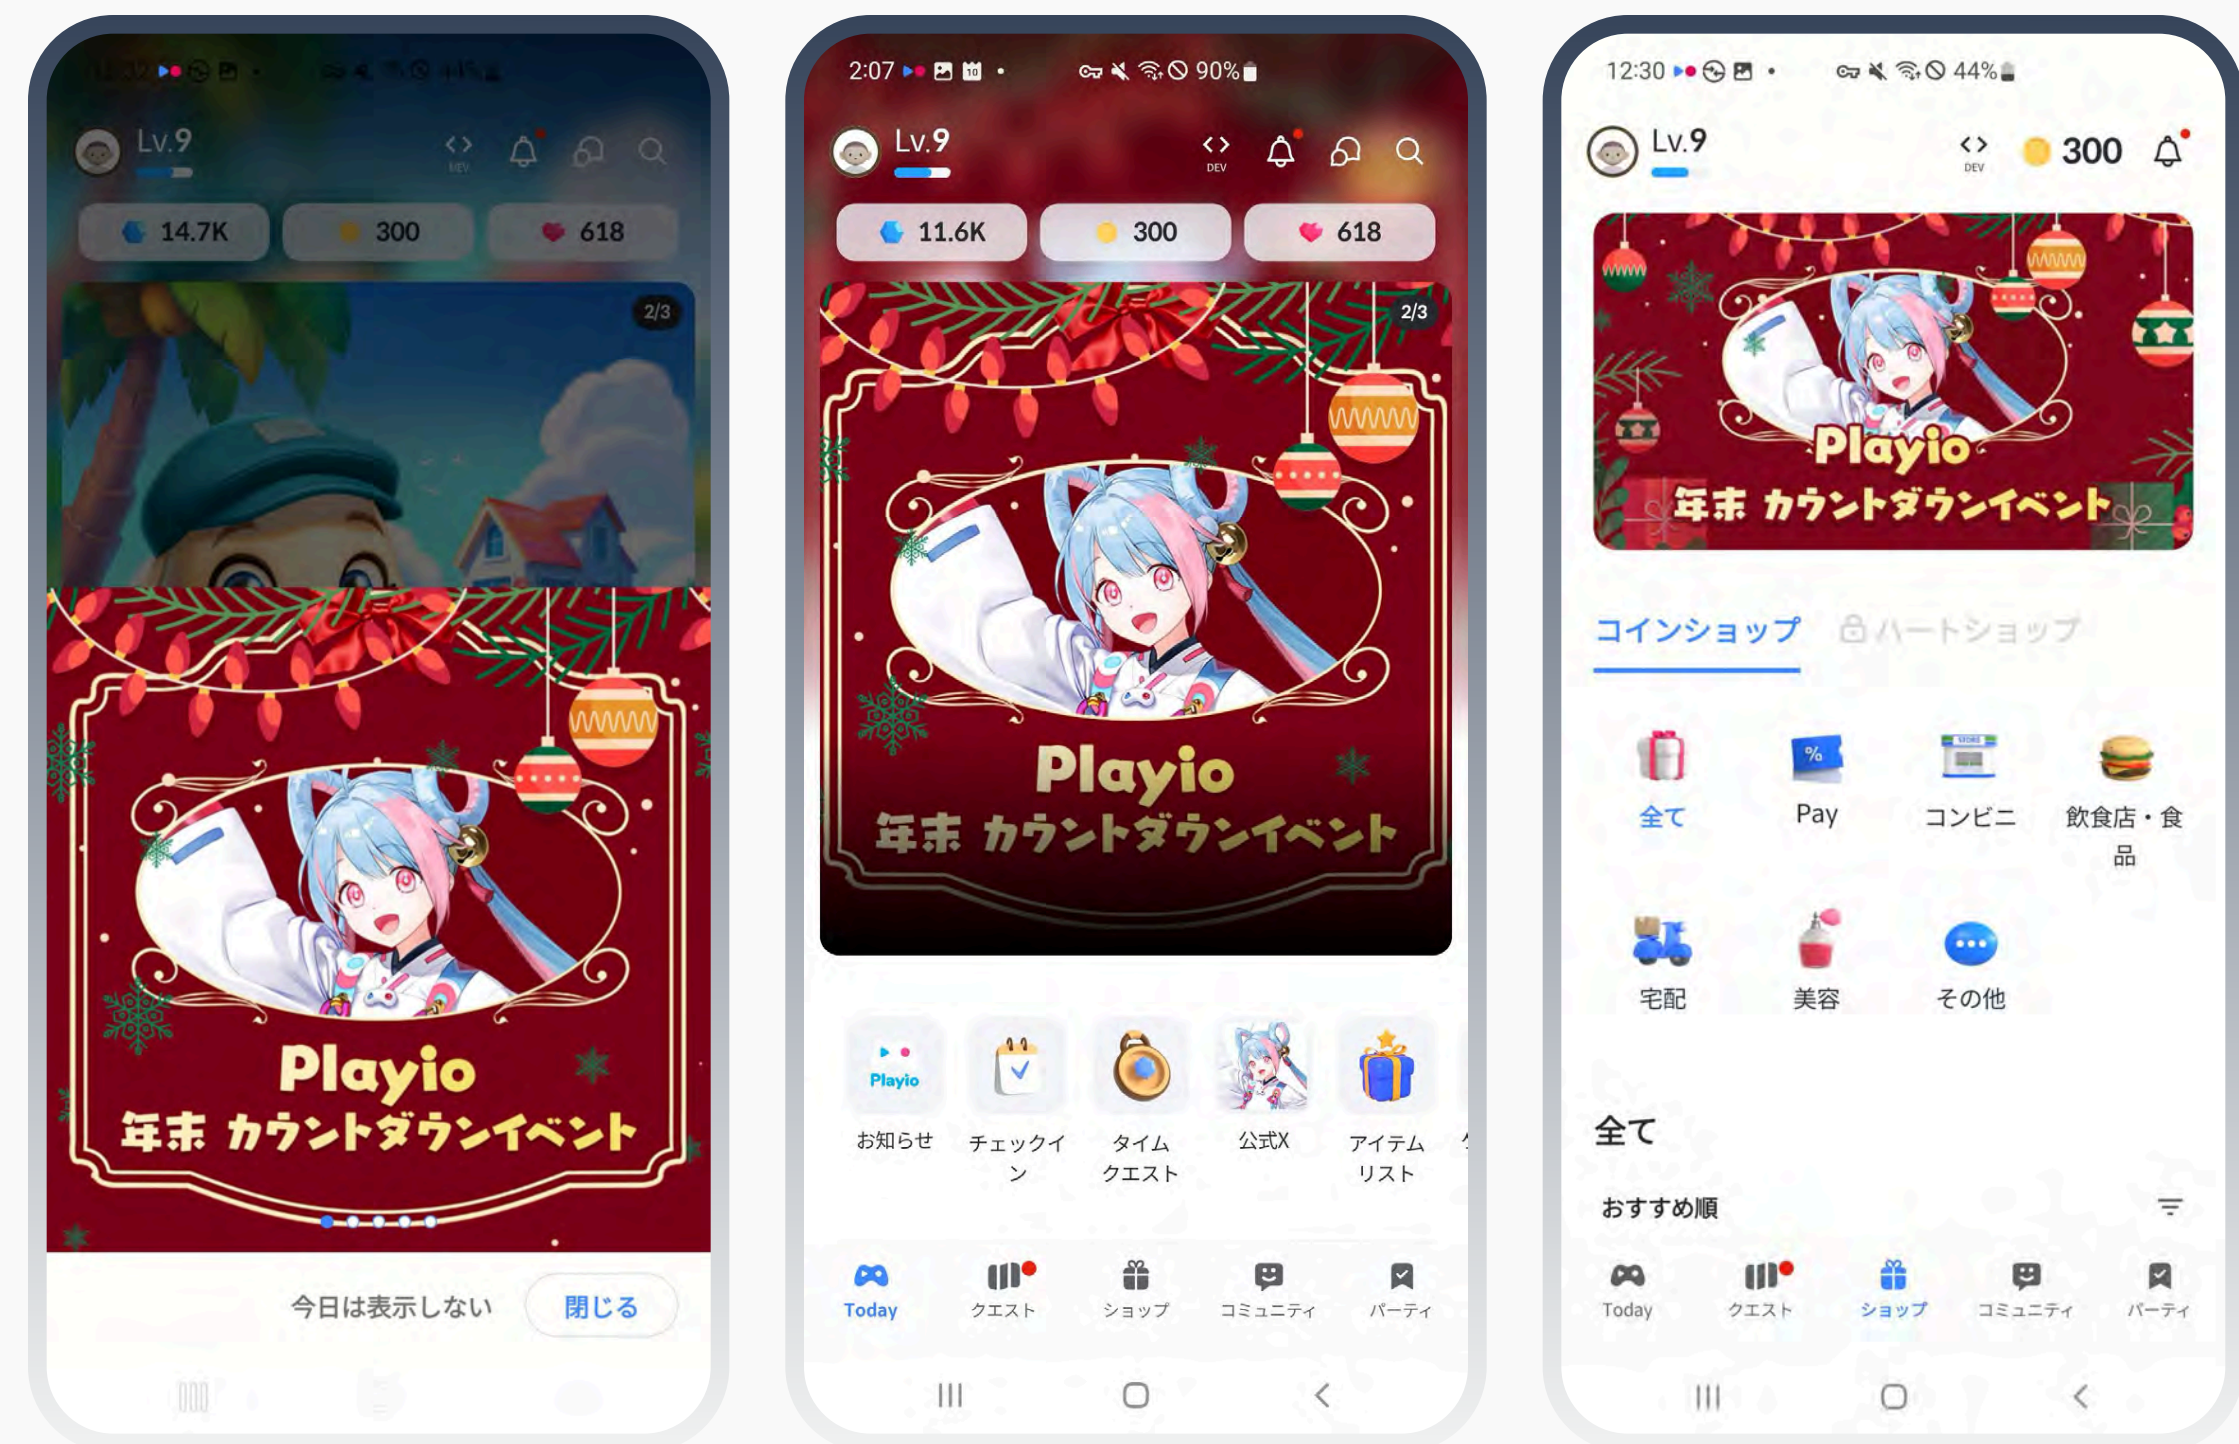 Lv.9
DEV
14.7K
300
618
2/3
Playio
年末 カウントダウンイベント
今日は表示しない
閉じる
2:07
10
90%
Lv.9
DEV
11.6K
300
618
2/3
Playio
年末 カウントダウンイベント
Playio
お知らせ
チェックイ
ン
タイム
クエスト
公式X
アイテム
リスト
Today
クエスト
ショップ
コミュニティ
パーティ
12:30
44%
Lv.9
DEV
300
Playio
年末 カウントダウンイベント
コインショップ
ハートショップ
%
STORE
全て
Pay
コンビニ
飲食店・食
品
宅配
美容
その他
全て
おすすめ順
Today
クエスト
ショップ
コミュニティ
パーティ